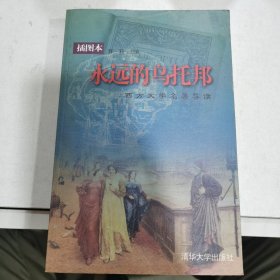 插图本
永远的乌托邦
西方文学名著导读
清华大学出版社